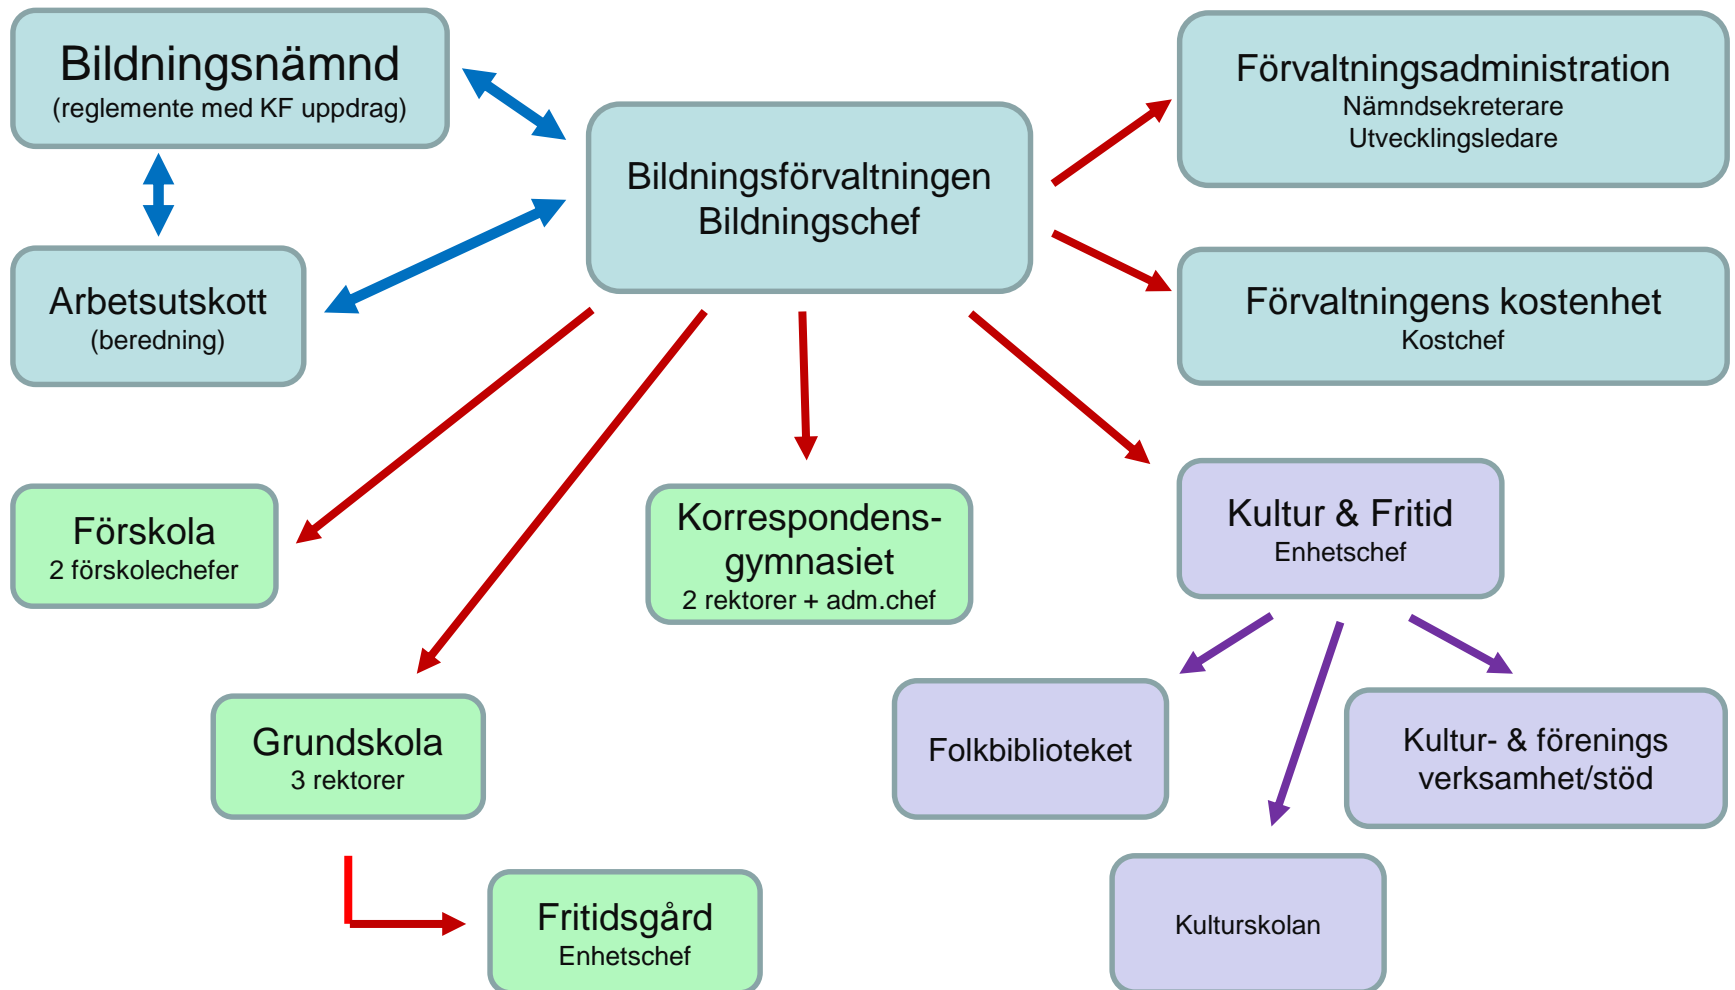 Bildningsnämnd
(reglemente med KF uppdrag)
Förvaltningsadministration
Nämndsekreterare
Utvecklingsledare
Bildningsförvaltningen
Bildningschef
Arbetsutskott
(beredning)
Förvaltningens kostenhet
Kostchef
Förskola
2 förskolechefer
Korrespondens-
gymnasiet
2 rektorer + adm.chef
Kultur & Fritid
Enhetschef
Grundskola
3 rektorer
Folkbiblioteket
Kultur- & förenings
verksamhet/stöd
Fritidsgård
Enhetschef
Kulturskolan